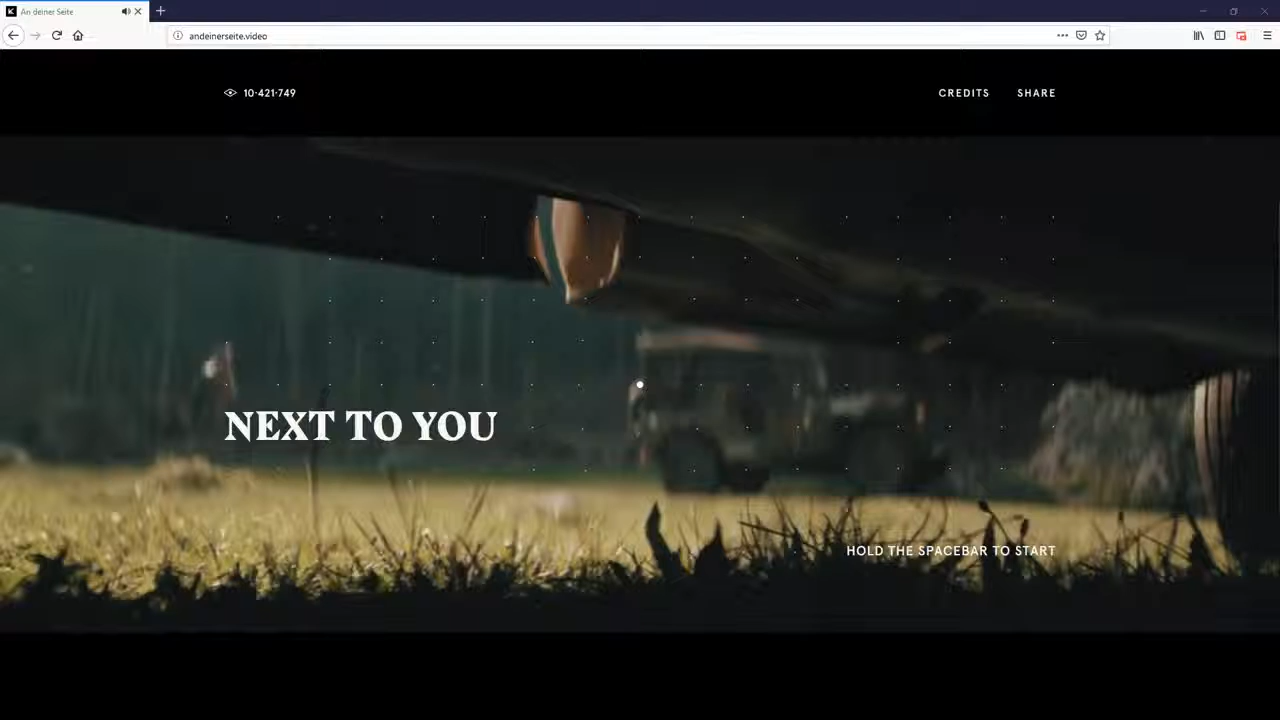 An deiner Seite
andeinerseite.video
10·421·749
CREDITS
SHARE
NEXT TO YOU
HOLD THE SPACEBAR TO START